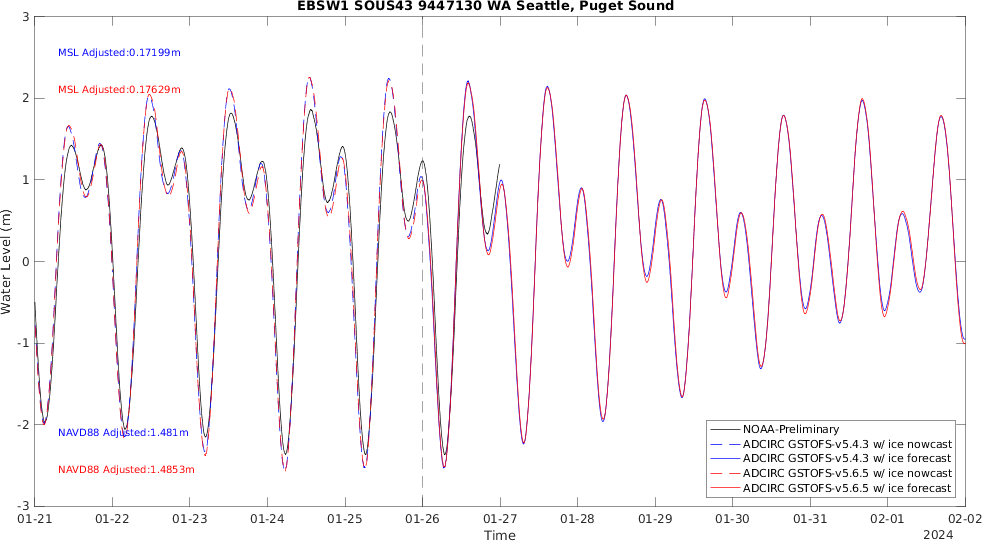 EBSW1 SOUS43 9447130 WA Seattle, Puget Sound
3
MSL Adjusted:0.17199m
MSL Adjusted:0.17629m
2
1
Water Level (m)
0
-1
-2
NAVD88 Adjusted:1.481m
NAVD88 Adjusted:1.4853m
-3
NOAA-Preliminary
ADCIRC GSTOFS-v5.4.3 w/ ice nowcast
ADCIRC GSTOFS-v5.4.3 w/ ice forecast
ADCIRC GSTOFS-v5.6.5 w/ ice nowcast
ADCIRC GSTOFS-v5.6.5 w/ ice forecast
01-21 01-22 01-23 01-24 01-25 01-26 01-27 01-28 01-29 01-30 01-31 02-01 02-02
Time
2024